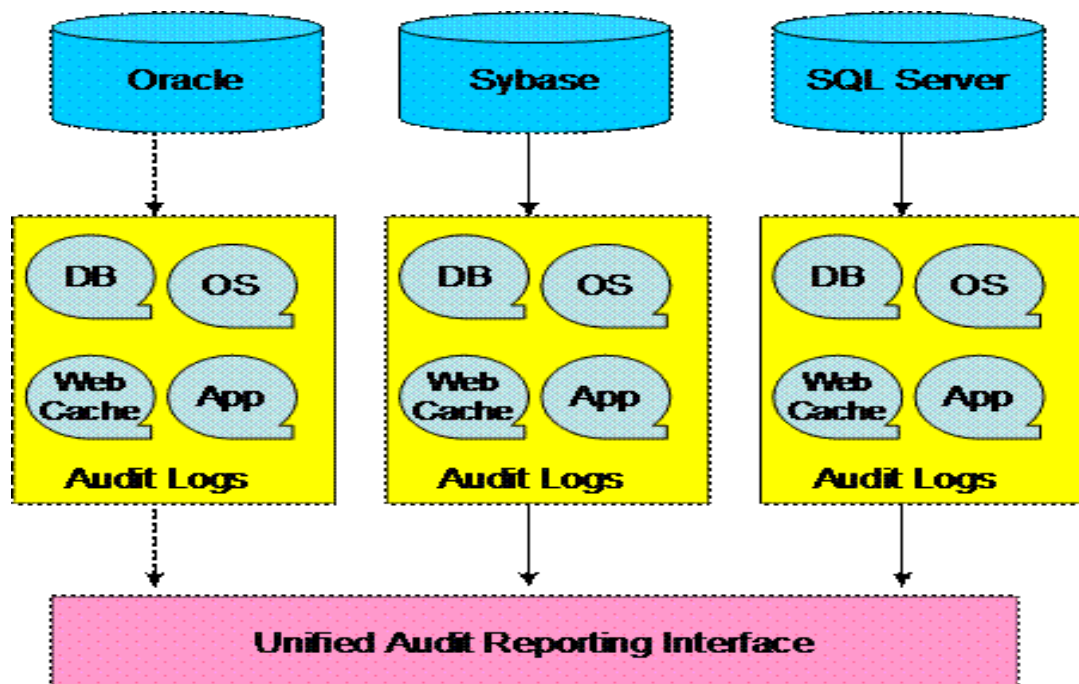 Oracle
Sybase
SQL Server
DB
OS
Web
Cache
App
Audit Logs
DB
OS
Web
Cache
App
Audit Logs
DB
OS
Web
Cache
App
Audit Logs
Unified Audit Reporting Interface